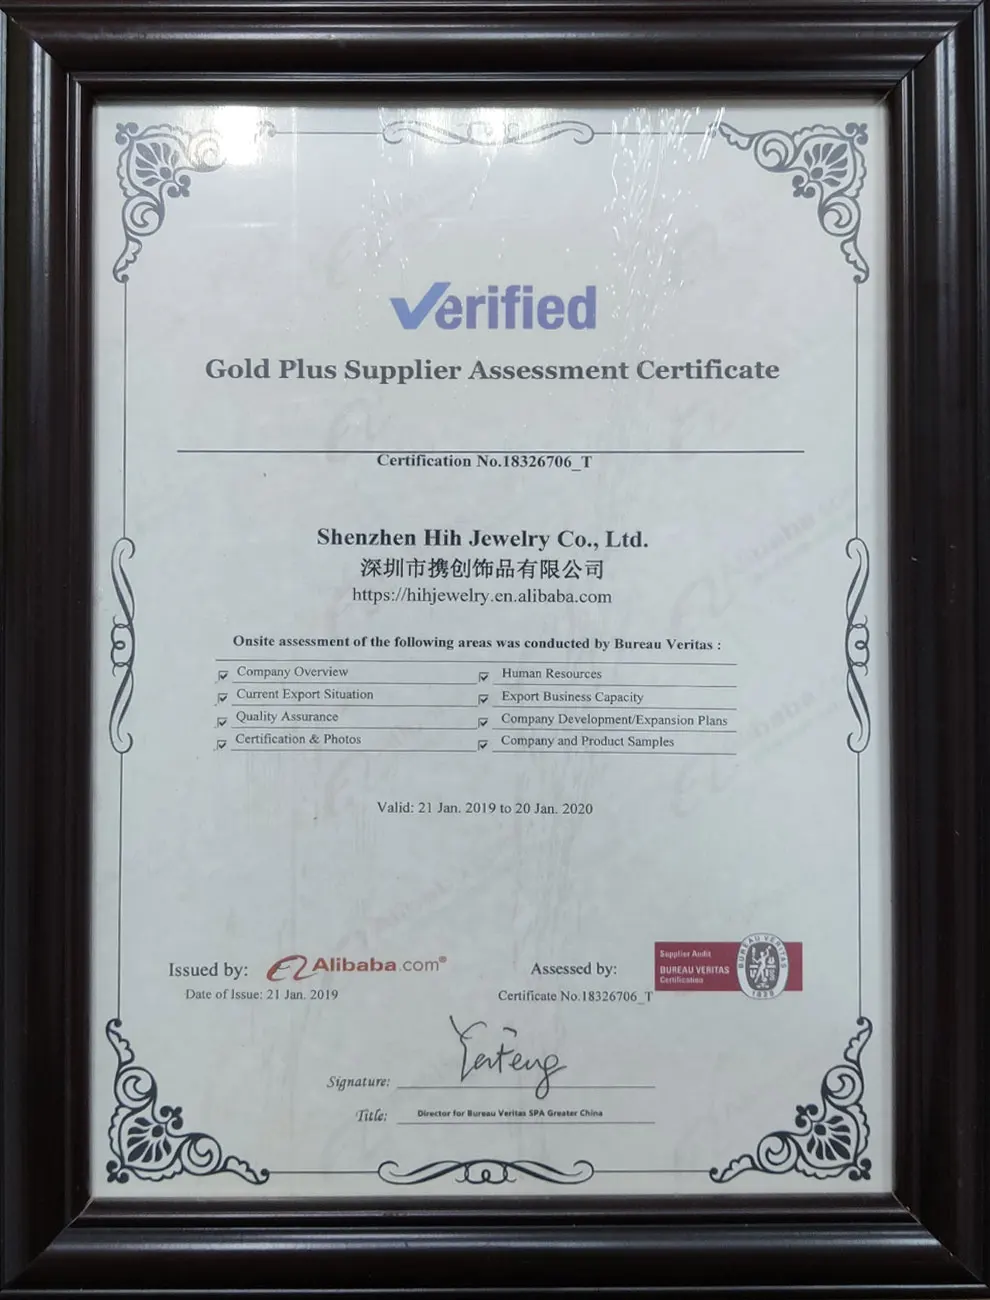 Verified
Gold Plus Supplier Assessment Certificate
Certification No.18326706_T
Shenzhen Hih Jewelry Co., Ltd.
深圳市携创饰品有限公司
https://hihjewelry.en.alibaba.com
Onsite assessment of the following areas was conducted by Bureau Veritas :
Company Overview
Human Resources
Current Export Situation
Export Business Capacity
Quality Assurance
Company Development/Expansion Plans
Certification & Photos
Company and Product Samples
Valid: 21 Jan. 2019 to 20 Jan. 2020
Issued by: Alibaba.com®
Date of Issue: 21 Jan. 2019
Assessed by:
Certificate No.18326706_T
Supplier Audit
BUREAU VERITAS
Certification
BUREAU VERITAS
1828
Signature:
Title: Director for Bureau Veritas SPA Greater China